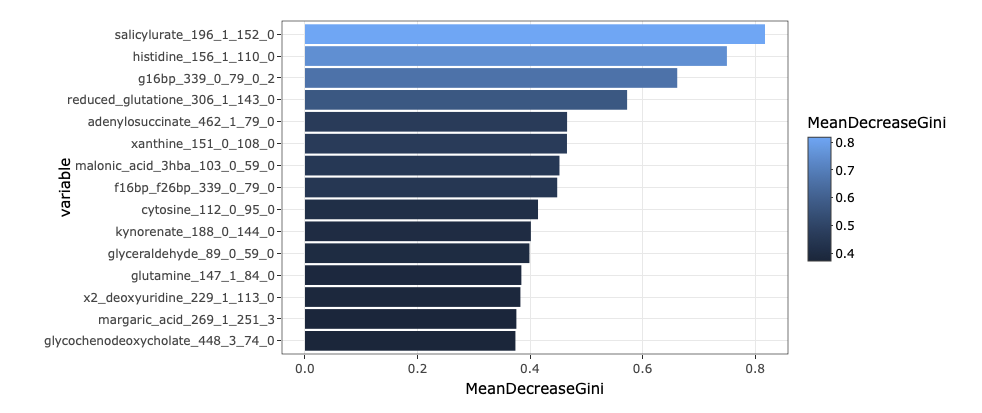 salicylurate_196_1_152_0
histidine_156_1_110_0
g16bp_339_0_79_0_2
reduced_glutatione_306_1_143_0
adenylosuccinate_462_1_79_0
xanthine_151_0_108_0
malonic_acid_3hba_103_0_59_0
f16bp_f26bp_339_0_79_0
cytosine_112_0_95_0
kynorenate_188_0_144_0
glyceraldehyde_89_0_59_0
glutamine_147_1_84_0
x2_deoxyuridine_229_1_113_0
margaric_acid_269_1_251_3
glycochenodeoxycholate_448_3_74_0
variable
0.0 0.2 0.4 0.6 0.8
MeanDecreaseGini
MeanDecreaseGini
0.8
0.7
0.6
0.5
0.4